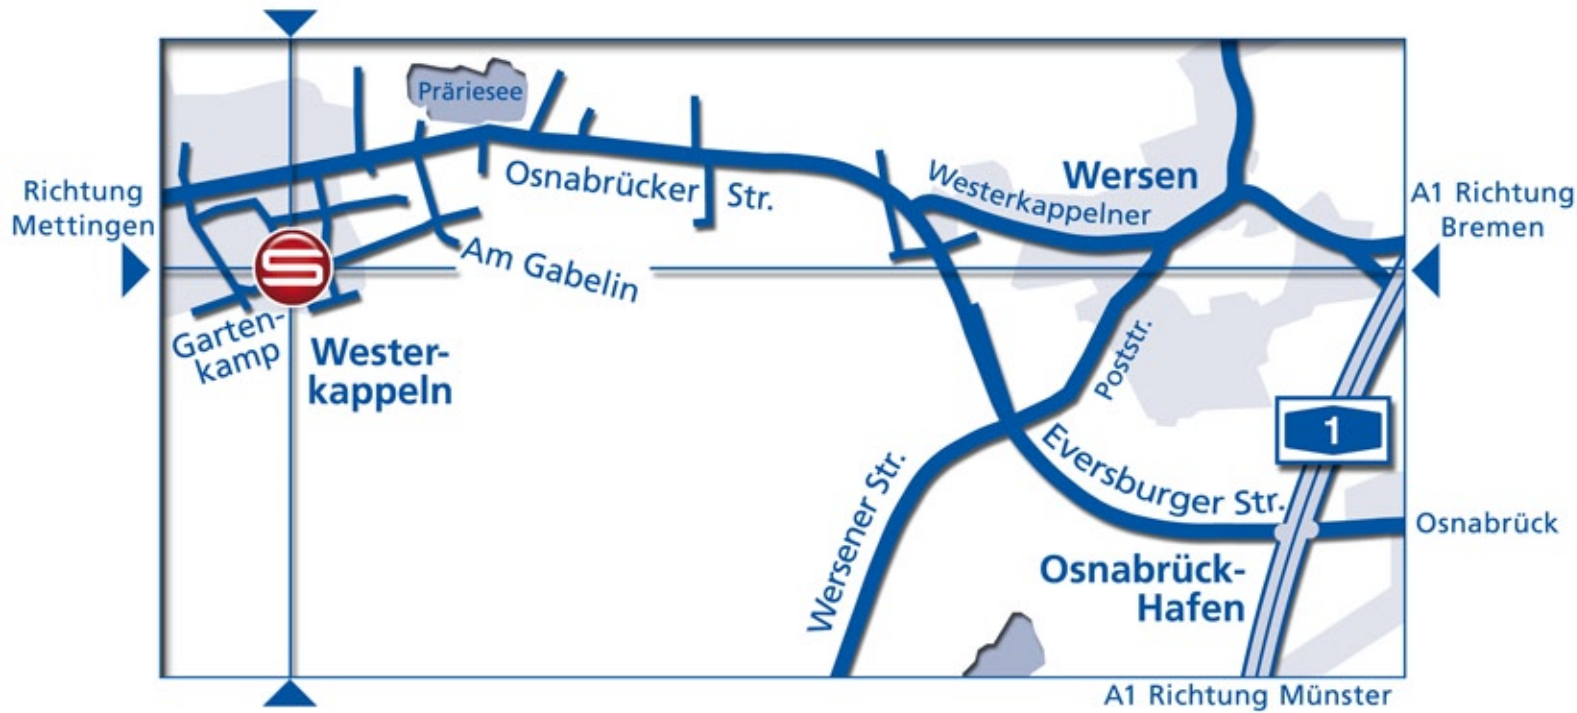 Präriesee
Richtung
Mettingen
Osnabrücker Str.
Westerkappelner
Wersen
A1 Richtung
Bremen
Am Gabelin
Garten-
kamp
Wester-
kappeln
Poststr.
1
Eversburger Str.
Wersener Str.
Osnabrück
Osnabrück-
Hafen
A1 Richtung Münster